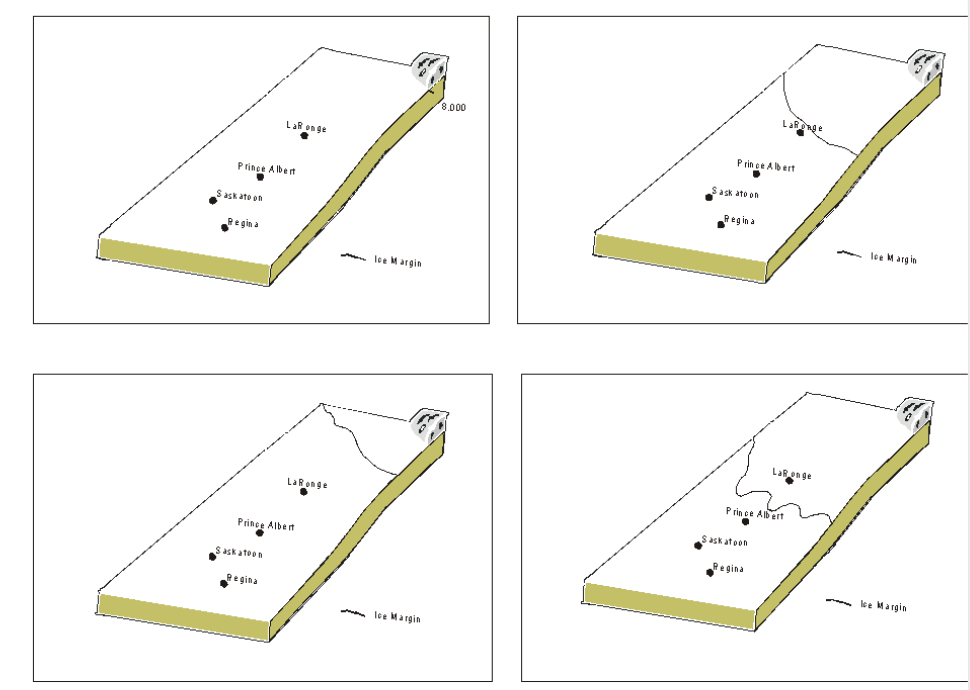 8,000
LaRonge
Prince Albert
Saskatoon
Regina
Ice Margin
LaRonge
Prince Albert
Saskatoon
Regina
Ice Margin
LaRonge
Prince Albert
Saskatoon
Regina
Ice Margin
LaRonge
Prince Albert
Saskatoon
Regina
Ice Margin